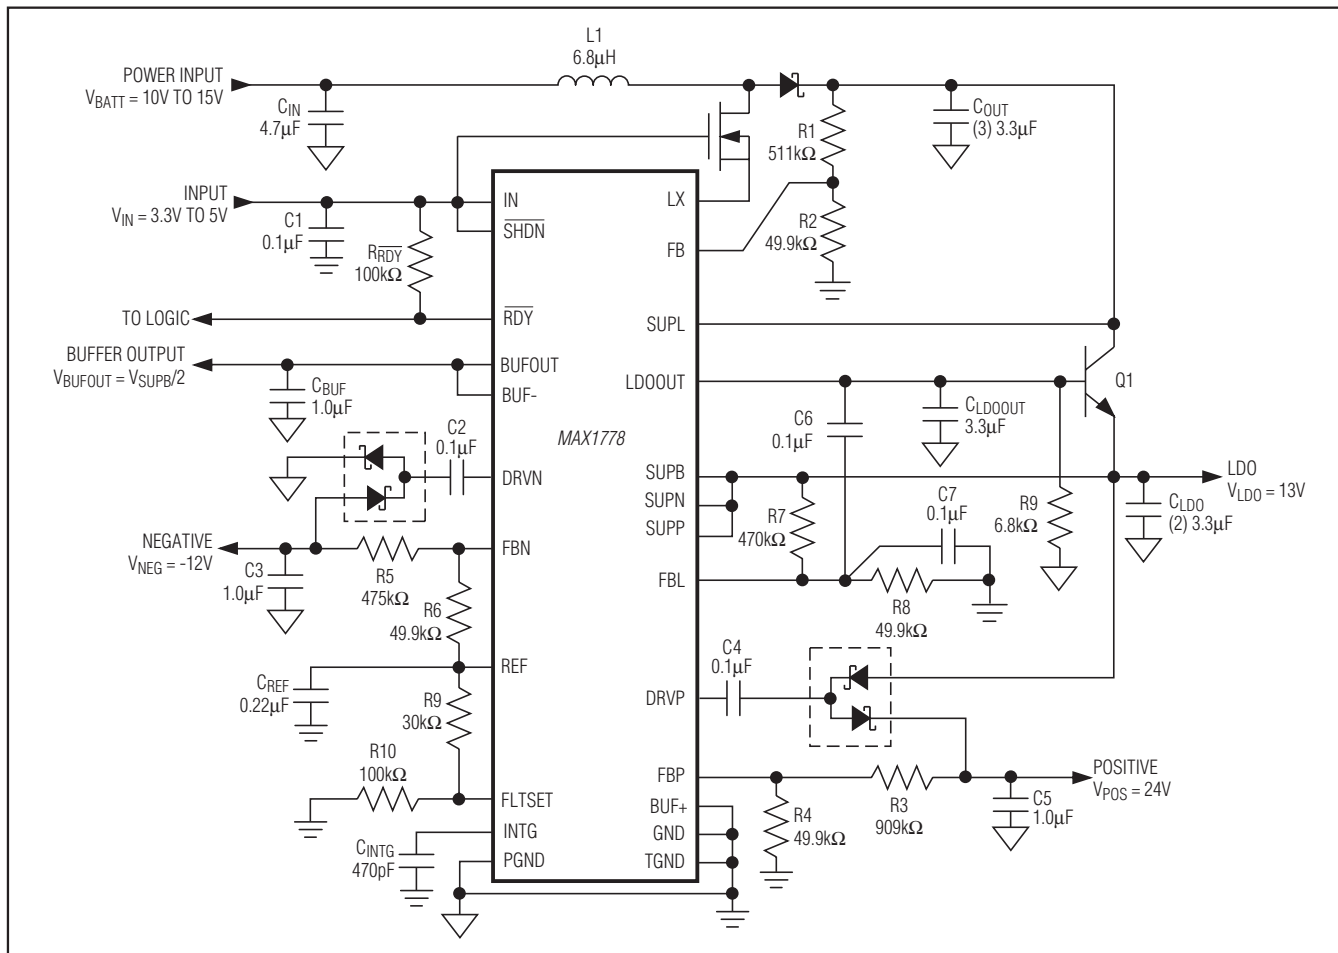 L1
6.8µH
POWER INPUT
VBATT = 10V TO 15V
CIN
4.7µF
COUT
(3) 3.3µF
R1
511kΩ
INPUT
VIN = 3.3V TO 5V
C1
0.1µF
RRDY
100kΩ
IN
SHDN
LX
FB
R2
49.9kΩ
TO LOGIC
RDY
SUPL
BUFFER OUTPUT
VBUFOUT = VSUPB/2
BUFOUT
BUF-
LDOOUT
Q1
CBUF
1.0µF
C6
0.1µF
CLDOOUT
3.3µF
MAX1778
C2
0.1µF
DRVN
SUPB
SUPN
SUPP
LDO
VLDO = 13V
R7
470kΩ
C7
0.1µF
R9
6.8kΩ
CLDO
(2) 3.3µF
NEGATIVE
VNEG = -12V
C3
1.0µF
R5
475kΩ
FBN
FBL
R8
49.9kΩ
R6
49.9kΩ
C4
0.1µF
REF
CREF
0.22µF
R9
30kΩ
DRVP
R10
100kΩ
FLTSET
FBP
R3
909kΩ
POSITIVE
VPOS = 24V
C5
1.0µF
R4
49.9kΩ
BUF+
GND
TGND
INTG
PGND
CINTG
470pF